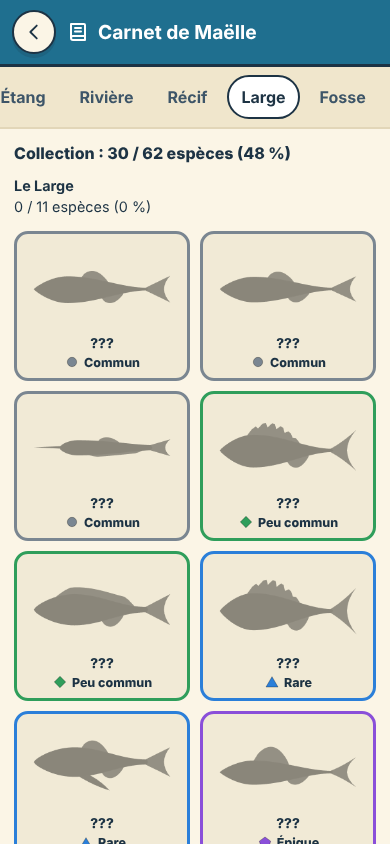 Carnet de Maëlle
Étang Rivière Récif Large Fosse
Collection : 30 / 62 espèces (48 %)
Le Large
0 / 11 espèces (0 %)
??? ???
Commun Commun
??? ???
Commun Peu commun
??? ???
Peu commun Rare
??? ???
Rare Épique